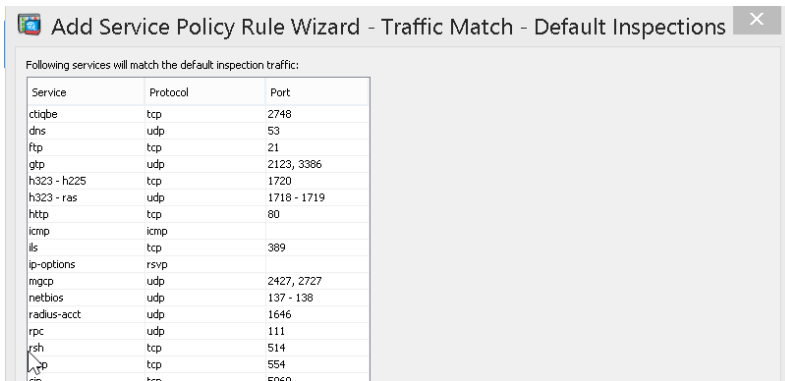 Add Service Policy Rule Wizard - Traffic Match - Default Inspections
Following services will match the default inspection traffic:
Service Protocol Port
ctiqbe tcp 2748
dns udp 53
ftp tcp 21
gtp udp 2123, 3386
h323 - h225 tcp 1720
h323 - ras udp 1718 - 1719
http tcp 80
icmp icmp
ils tcp 389
ip-options rsvp
mgcp udp 2427, 2727
netbios udp 137 - 138
radius-acct udp 1646
rpc udp 111
rsh tcp 514
tcp 554
sip tcp 5060